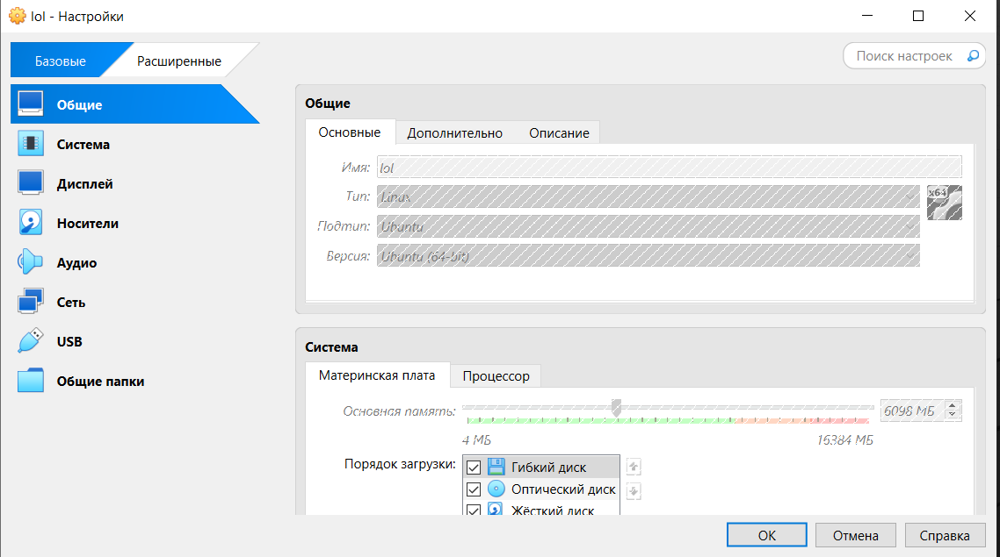 lol - Настройки
Базовые
Расширенные
Поиск настроек
Общие
Система
Дисплей
Носители
Аудио
Сеть
USB
Общие папки
Общие
Основные
Дополнительно
Описание
Имя: lol
Тип: Linux
x64
Подтип: Ubuntu
Версия: Ubuntu (64-bit)
Система
Материнская плата
Процессор
Основная память: 6098 МБ
4 МБ 16384 МБ
Порядок загрузки: Гибкий диск
Оптический диск
Жёсткий диск
OK
Отмена
Справка